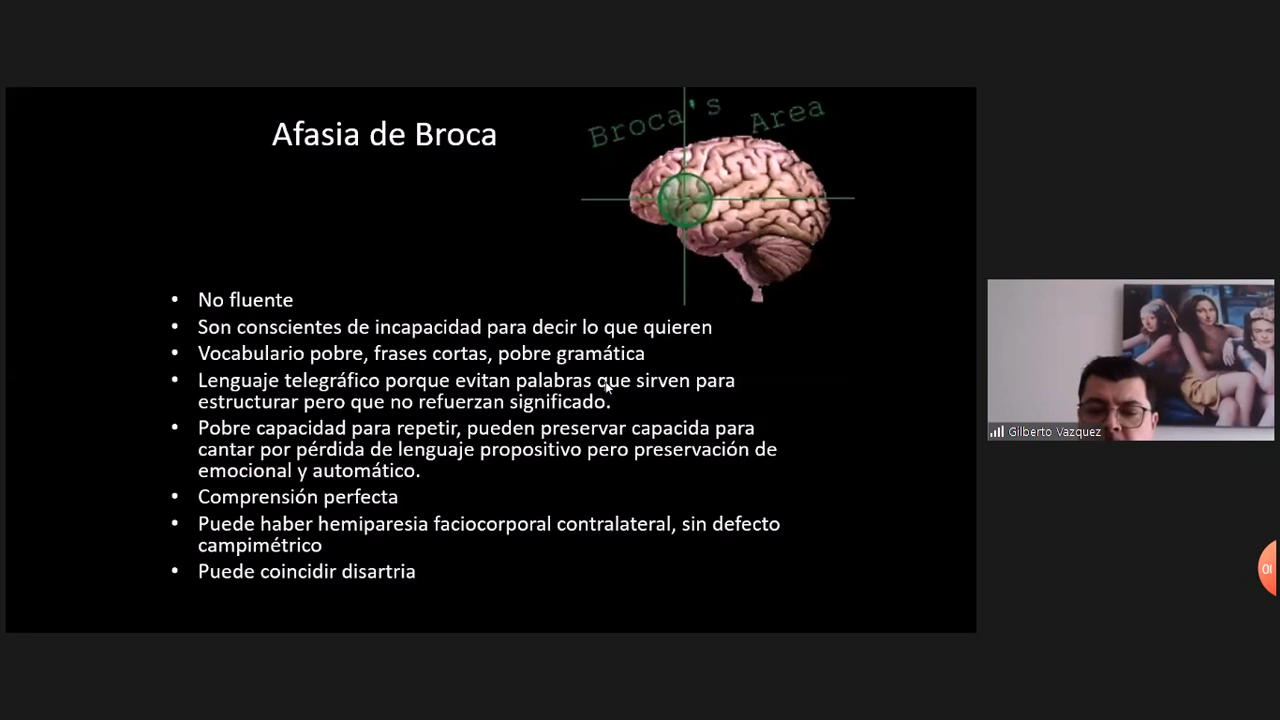 Afasia de Broca
Broca's Area
• No fluente
• Son conscientes de incapacidad para decir lo que quieren
• Vocabulario pobre, frases cortas, pobre gramática
• Lenguaje telegráfico porque evitan palabras que sirven para
estructurar pero que no refuerzan significado.
• Pobre capacidad para repetir, pueden preservar capacida para
cantar por pérdida de lenguaje propositivo pero preservación de
emocional y automático.
• Comprensión perfecta
• Puede haber hemiparesia faciocorporal contralateral, sin defecto
campimétrico
• Puede coincidir disartria
Gilberto Vazquez